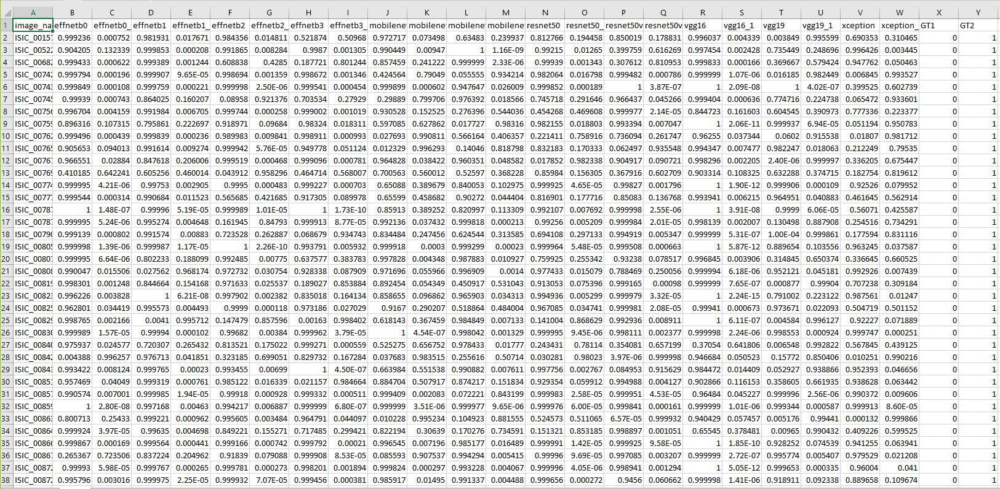 A B C D E F G H I J K L M N O P Q R S T U V W X Y
1 image_na effnetb0 effnetb0_ effnetb1 effnetb1_ effnetb2 effnetb2_ effnetb3 effnetb3_ mobilene mobilene mobilene mobilene resnet50 resnet50_ resnet50v resnet50v vgg16 vgg16_1 vgg19 vgg19_1 xception xception_ GT1 GT2
2 ISIC_0015 0.999236 0.000752 0.981931 0.017671 0.984356 0.014811 0.521874 0.50968 0.972717 0.073498 0.63483 0.239937 0.812766 0.194458 0.850019 0.178831 0.996037 0.004339 0.003849 0.995599 0.690353 0.310465 0 1
3 ISIC_0052 0.904205 0.132339 0.999853 0.000208 0.991865 0.008284 0.9987 0.001305 0.990449 0.00947 1 1.16E-09 0.99215 0.01265 0.399759 0.616269 0.997454 0.002428 0.735449 0.248696 0.996426 0.003445 0 1
4 ISIC_0068 0.999433 0.000622 0.999389 0.001244 0.608838 0.4285 0.187721 0.801244 0.857459 0.241222 0.999999 2.33E-06 0.99939 0.001343 0.307612 0.810953 0.999833 0.000166 0.369667 0.579424 0.947762 0.050463 0 1
5 ISIC_0074 0.999794 0.000196 0.999907 9.65E-05 0.998694 0.001359 0.998672 0.001346 0.424564 0.79049 0.055555 0.934214 0.982064 0.016798 0.999482 0.000786 0.999999 1.07E-06 0.016185 0.982449 0.006845 0.993527 0 1
6 ISIC_0074 0.999849 0.000108 0.999759 0.000221 0.999998 2.50E-06 0.999541 0.000454 0.999899 0.000602 0.947647 0.026009 0.999852 0.000189 1 3.87E-07 1 2.09E-08 1 4.02E-07 0.399525 0.602739 0 1
7 ISIC_0074 0.99939 0.000743 0.864025 0.160207 0.08958 0.921376 0.703534 0.27929 0.29889 0.799706 0.976392 0.018566 0.745718 0.291646 0.966437 0.045266 0.999404 0.000636 0.774716 0.224738 0.065472 0.933601 0 1
8 ISIC_0075 0.996704 0.004159 0.991984 0.006705 0.999744 0.000258 0.999002 0.001019 0.930528 0.152525 0.276396 0.544036 0.454268 0.469608 0.999977 2.14E-05 0.844723 0.161603 0.604545 0.390973 0.777336 0.223377 0 1
9 ISIC_0075 0.896316 0.107315 0.795861 0.222697 0.918971 0.09684 0.98324 0.018311 0.597085 0.627862 0.017727 0.98316 0.982155 0.018803 0.993394 0.007047 1 2.06E-11 0.999937 6.94E-05 0.051194 0.950783 0 1
10 ISIC_0076 0.999496 0.000439 0.999839 0.000236 0.989983 0.009841 0.998911 0.000993 0.027693 0.990811 0.566164 0.406357 0.221411 0.758916 0.736094 0.261747 0.96255 0.037344 0.0602 0.915538 0.01807 0.981712 0 1
11 ISIC_0076 0.905653 0.094013 0.991614 0.009274 0.999942 5.76E-05 0.949778 0.051124 0.012329 0.996293 0.14046 0.818798 0.832183 0.170333 0.062497 0.935548 0.994347 0.007477 0.982247 0.018063 0.212249 0.79535 0 1
12 ISIC_0076 0.966551 0.02884 0.847618 0.206006 0.999519 0.000468 0.999096 0.000781 0.964828 0.038422 0.960351 0.048582 0.017852 0.982338 0.904917 0.090721 0.998296 0.002205 2.40E-06 0.999997 0.336205 0.675447 0 1
13 ISIC_0076 0.410185 0.642241 0.605256 0.460014 0.043912 0.958296 0.464714 0.568007 0.700563 0.560012 0.52597 0.368228 0.85984 0.156305 0.367916 0.602709 0.903314 0.108325 0.632288 0.374715 0.182754 0.819612 0 1
14 ISIC_0077 0.999995 4.21E-06 0.99753 0.002905 0.9995 0.000483 0.999227 0.000703 0.65088 0.389679 0.840053 0.102975 0.999925 4.65E-05 0.99827 0.001796 1 1.90E-12 0.999906 0.000109 0.92526 0.079952 0 1
15 ISIC_0077 0.999544 0.000314 0.990684 0.011523 0.565685 0.421685 0.917305 0.089978 0.65599 0.458682 0.90272 0.044404 0.816901 0.177716 0.85083 0.136768 0.993941 0.006215 0.964951 0.040883 0.461645 0.562914 0 1
16 ISIC_0078 1 1.48E-07 0.99996 5.19E-05 0.999989 1.01E-05 1 1.73E-10 0.85913 0.389252 0.820997 0.113309 0.992107 0.007692 0.999998 2.55E-06 1 3.91E-08 0.9999 6.06E-05 0.56071 0.425587 0 1
17 ISIC_0078 0.999995 5.24E-06 0.995274 0.004648 0.161945 0.84793 0.999913 8.77E-05 0.992136 0.037432 0.999818 0.000213 0.99256 0.005209 0.999984 2.01E-05 0.998139 0.002007 0.130498 0.887908 0.254516 0.734291 0 1
18 ISIC_0079 0.999139 0.000802 0.991574 0.00883 0.723528 0.262887 0.068679 0.934743 0.834484 0.247456 0.624544 0.313585 0.694108 0.297133 0.994919 0.005347 0.999999 5.31E-07 1.00E-04 0.999861 0.177594 0.831116 0 1
19 ISIC_0080 0.999998 1.39E-06 0.999987 1.17E-05 1 2.26E-10 0.993791 0.005932 0.999918 0.0003 0.999299 0.00023 0.999964 5.48E-05 0.999508 0.000663 1 5.87E-12 0.889654 0.103556 0.963245 0.037587 0 1
20 ISIC_0080 0.999995 6.64E-06 0.802233 0.188099 0.992485 0.00775 0.637577 0.383783 0.997828 0.004348 0.987883 0.010927 0.759925 0.255342 0.93238 0.078517 0.996845 0.003906 0.314845 0.650374 0.336645 0.660525 0 1
21 ISIC_0080 0.990047 0.015506 0.027562 0.968174 0.972732 0.030754 0.928338 0.087909 0.971696 0.055966 0.996909 0.0014 0.977433 0.015079 0.788469 0.250056 0.999994 6.18E-06 0.952121 0.045181 0.992926 0.007439 0 1
22 ISIC_0081 0.998301 0.001248 0.844664 0.154168 0.971633 0.025537 0.189027 0.853884 0.892454 0.054349 0.450917 0.531043 0.913053 0.075396 0.999165 0.00098 0.999999 7.65E-07 0.000877 0.99904 0.707238 0.309184 0 1
23 ISIC_0082 0.996226 0.003828 1 6.21E-08 0.997902 0.002382 0.835018 0.164134 0.858655 0.096862 0.965903 0.034313 0.994936 0.005299 0.999979 3.32E-05 1 2.24E-15 0.791002 0.223122 0.987561 0.01247 0 1
24 ISIC_0082 0.962801 0.034419 0.995573 0.004493 0.9999 0.000118 0.973186 0.027029 0.9167 0.290207 0.518864 0.484004 0.967085 0.034741 0.999981 2.08E-05 0.99941 0.000673 0.973671 0.022093 0.504719 0.501152 0 1
25 ISIC_0082 0.998765 0.002166 0.0041 0.995712 0.147479 0.857596 0.00163 0.998402 0.618143 0.367459 0.984849 0.007133 0.141004 0.868629 0.992936 0.008911 1 6.11E-07 0.004584 0.996127 0.92227 0.071889 0 1
26 ISIC_0083 0.999989 1.57E-05 0.99994 0.000102 0.99682 0.00384 0.999962 3.79E-05 1 4.54E-07 0.998042 0.001329 0.999995 9.45E-06 0.998111 0.002377 0.999998 2.24E-06 0.998553 0.000924 0.999747 0.000251 0 1
27 ISIC_0084 0.975937 0.024577 0.720307 0.265432 0.813521 0.175022 0.999271 0.000559 0.525275 0.656752 0.978433 0.01777 0.243431 0.78114 0.354081 0.657199 0.37054 0.641806 0.006548 0.992822 0.567845 0.439125 0 1
28 ISIC_0084 0.004388 0.996257 0.976713 0.041851 0.323185 0.699051 0.829732 0.167284 0.037683 0.983515 0.255616 0.50714 0.030281 0.98023 3.97E-06 0.999998 0.946684 0.050523 0.15772 0.850406 0.010251 0.990216 0 1
29 ISIC_0084 0.993422 0.008124 0.999765 0.00023 0.993455 0.00699 1 4.50E-07 0.663984 0.551538 0.990882 0.007611 0.997756 0.002767 0.084953 0.915629 0.984472 0.014409 0.052927 0.938866 0.952393 0.046656 0 1
30 ISIC_0085 0.957469 0.04049 0.999319 0.000761 0.985122 0.016339 0.021157 0.984664 0.884704 0.507917 0.874217 0.151834 0.929354 0.059912 0.994988 0.004127 0.902866 0.116153 0.358605 0.661935 0.938628 0.063442 0 1
31 ISIC_0085 0.990574 0.007001 0.999985 1.94E-05 0.99918 0.000928 0.999332 0.000511 0.999409 0.002083 0.072221 0.843199 0.999983 2.58E-05 0.999951 4.53E-05 0.96484 0.045227 0.999996 2.56E-06 0.990372 0.009606 0 1
32 ISIC_0085 1 2.80E-08 0.997168 0.00463 0.994217 0.006887 0.999999 6.80E-07 0.999999 3.51E-06 0.999977 9.65E-06 0.999976 6.00E-05 0.999841 0.000161 0.999999 1.01E-06 0.999344 0.000587 0.999913 8.60E-05 0 1
33 ISIC_0086 0.800713 0.25433 0.999221 0.000962 0.995605 0.003484 0.964791 0.044097 0.010228 0.995234 0.104923 0.881555 0.524573 0.511065 6.57E-05 0.999932 0.940429 0.057457 0.005176 0.99441 0.000132 0.999866 0 1
34 ISIC_0086 0.999924 3.97E-05 0.99635 0.004698 0.849221 0.155271 0.717485 0.299421 0.822194 0.30639 0.170276 0.734591 0.151321 0.853185 0.998897 0.001051 0.65545 0.378481 0.00965 0.990432 0.409226 0.599525 0 1
35 ISIC_0086 0.999867 0.000169 0.999564 0.000441 0.999166 0.000742 0.999792 0.00021 0.996545 0.007196 0.985177 0.016489 0.999991 1.42E-05 0.999925 9.58E-05 1 1.85E-10 0.928252 0.074539 0.941255 0.063941 0 1
36 ISIC_0086 0.265367 0.723506 0.837224 0.204962 0.91839 0.079088 0.999908 8.53E-05 0.085593 0.907537 0.994294 0.005415 0.99996 9.69E-05 0.997085 0.003207 0.999999 2.72E-07 0.995774 0.005407 0.979529 0.021208 0 1
37 ISIC_0087 0.99993 5.98E-05 0.999767 0.000265 0.999781 0.000273 0.998201 0.001894 0.999824 0.000297 0.993228 0.004067 0.999996 4.05E-06 0.998941 0.001294 1 5.05E-12 0.999653 0.000335 0.96004 0.041 0 1
38 ISIC_0087 0.995796 0.003016 0.999975 2.25E-05 0.999932 7.07E-05 0.999456 0.000381 0.985917 0.01495 0.991337 0.004488 0.999656 0.000272 0.9456 0.060662 0.999998 1.41E-06 0.918911 0.092338 0.889658 0.109674 0 1